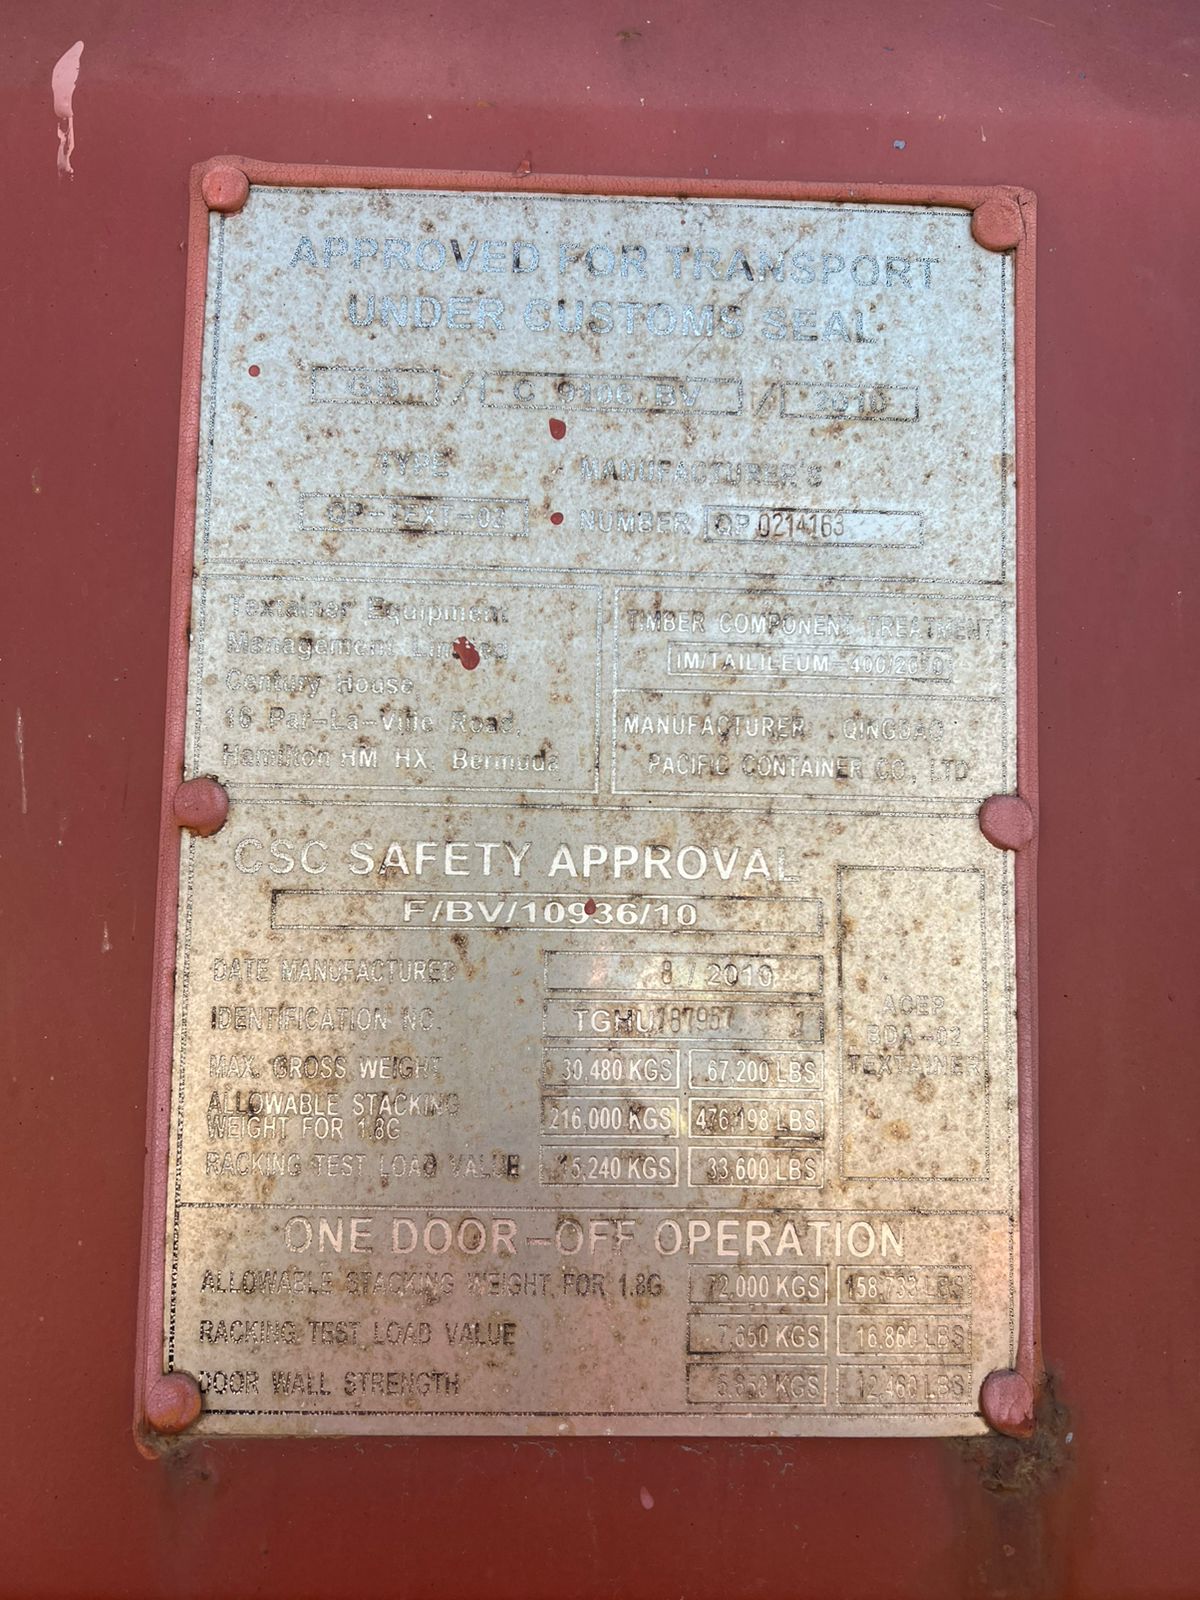 APPROVED FOR TRANSPORT
UNDER CUSTOMS SEAL
GB / C 9106 BV / 2010
TYPE MANUFACTURER'S
QP-TEXT-02 NUMBER QP 0214163
Textainer Equipment
Management Limited
Century House
16 Par-La-Ville Road,
Hamilton HM HX, Bermuda
TIMBER COMPONENT TREATMENT
IM/TAILILEUM 400/2010
MANUFACTURER QINGDAO
PACIFIC CONTAINER CO., LTD
CSC SAFETY APPROVAL
F/BV/10936/10
DATE MANUFACTURED 8 / 2010
IDENTIFICATION NO. TGHU 787957 1
MAX. GROSS WEIGHT 30,480 KGS 67,200 LBS
ALLOWABLE STACKING
WEIGHT FOR 1.8G 216,000 KGS 476,198 LBS
RACKING TEST LOAD VALUE 15,240 KGS 33,600 LBS
ACEP
BDA-02
TEXTAINER
ONE DOOR-OFF OPERATION
ALLOWABLE STACKING WEIGHT FOR 1.8G 72,000 KGS 158,733 LBS
RACKING TEST LOAD VALUE 7,650 KGS 16,860 LBS
DOOR WALL STRENGTH KGS 12,460 LBS